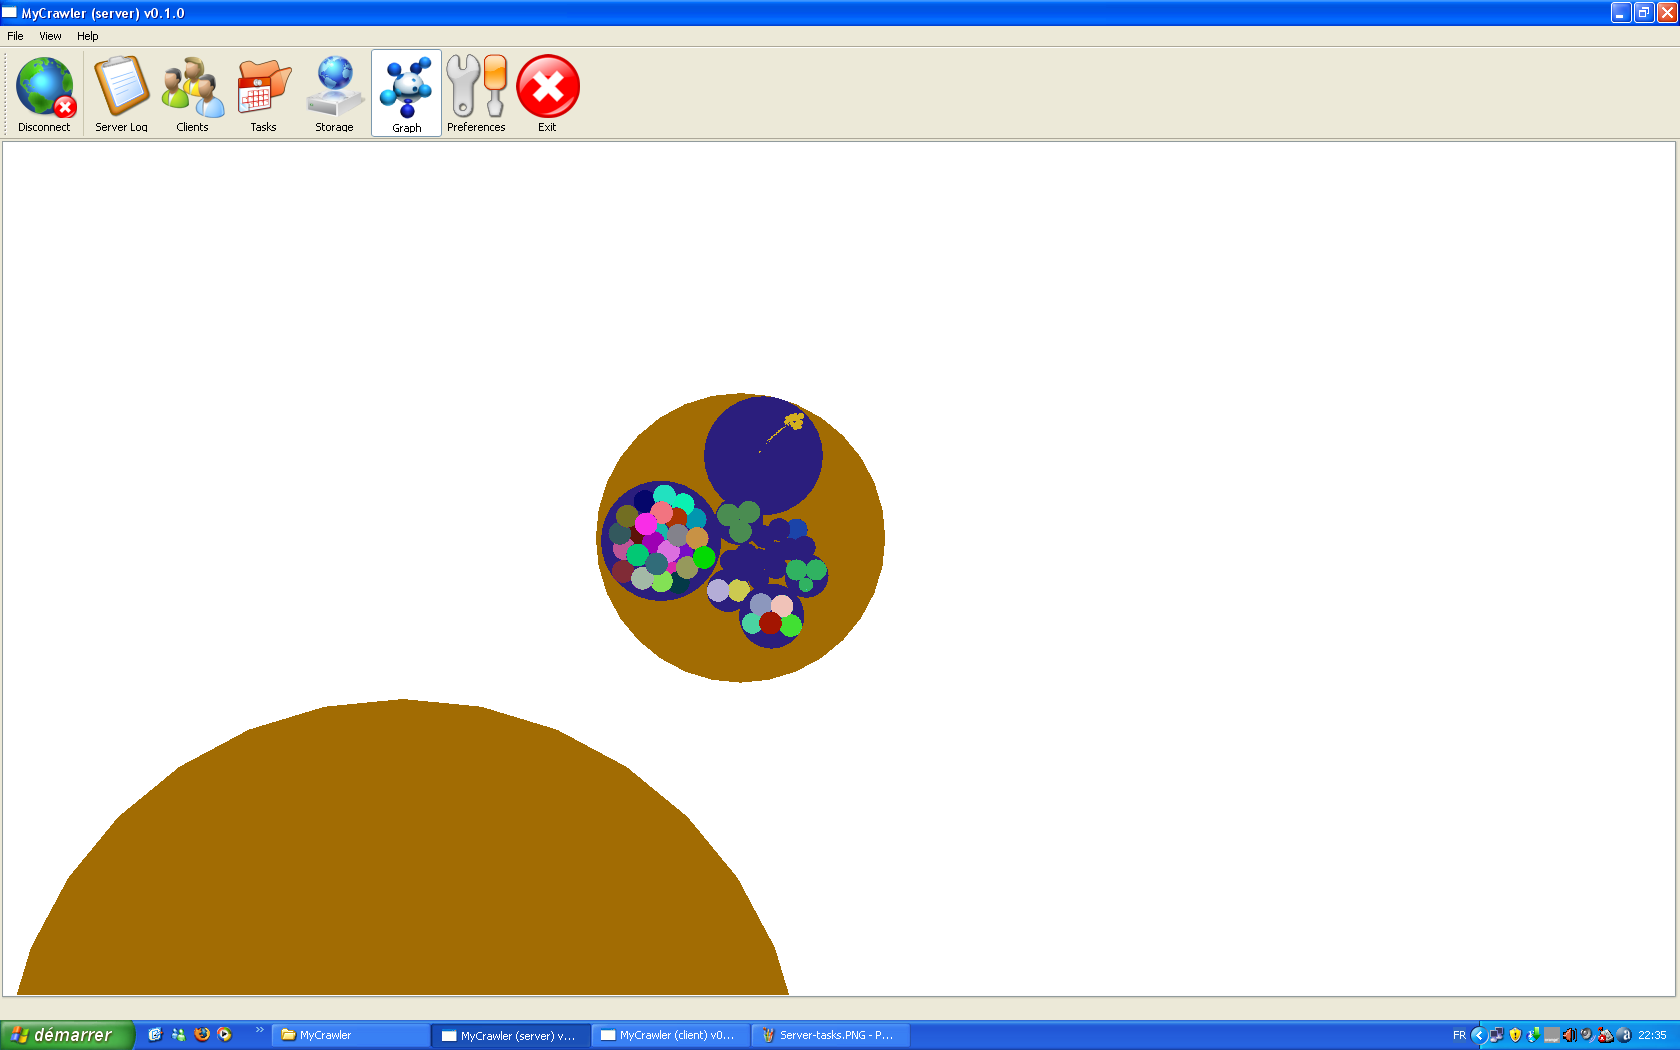 MyCrawler (server) v0.1.0
File View Help
Disconnect Server Log Clients Tasks Storage Graph Preferences Exit
démarrer » MyCrawler MyCrawler (server) v... MyCrawler (client) v0... Server-tasks.PNG - P... FR 22:35